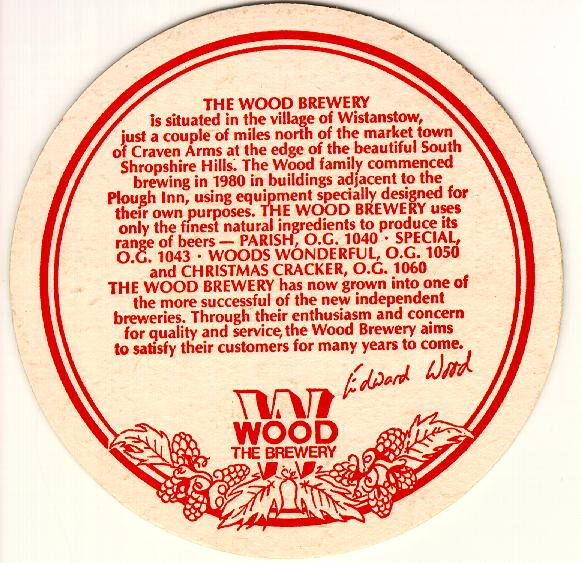 THE WOOD BREWERY
is situated in the village of Wistanstow,
just a couple of miles north of the market town
of Craven Arms at the edge of the beautiful South
Shropshire Hills. The Wood family commenced
brewing in 1980 in buildings adjacent to the
Plough Inn, using equipment specially designed for
their own purposes. THE WOOD BREWERY uses
only the finest natural ingredients to produce its
range of beers — PARISH, O.G. 1040 · SPECIAL,
O.G. 1043 · WOODS WONDERFUL, O.G. 1050
and CHRISTMAS CRACKER, O.G. 1060
THE WOOD BREWERY has now grown into one of
the more successful of the new independent
breweries. Through their enthusiasm and concern
for quality and service, the Wood Brewery aims
to satisfy their customers for many years to come.
Edward Wood
W
WOOD
THE BREWERY